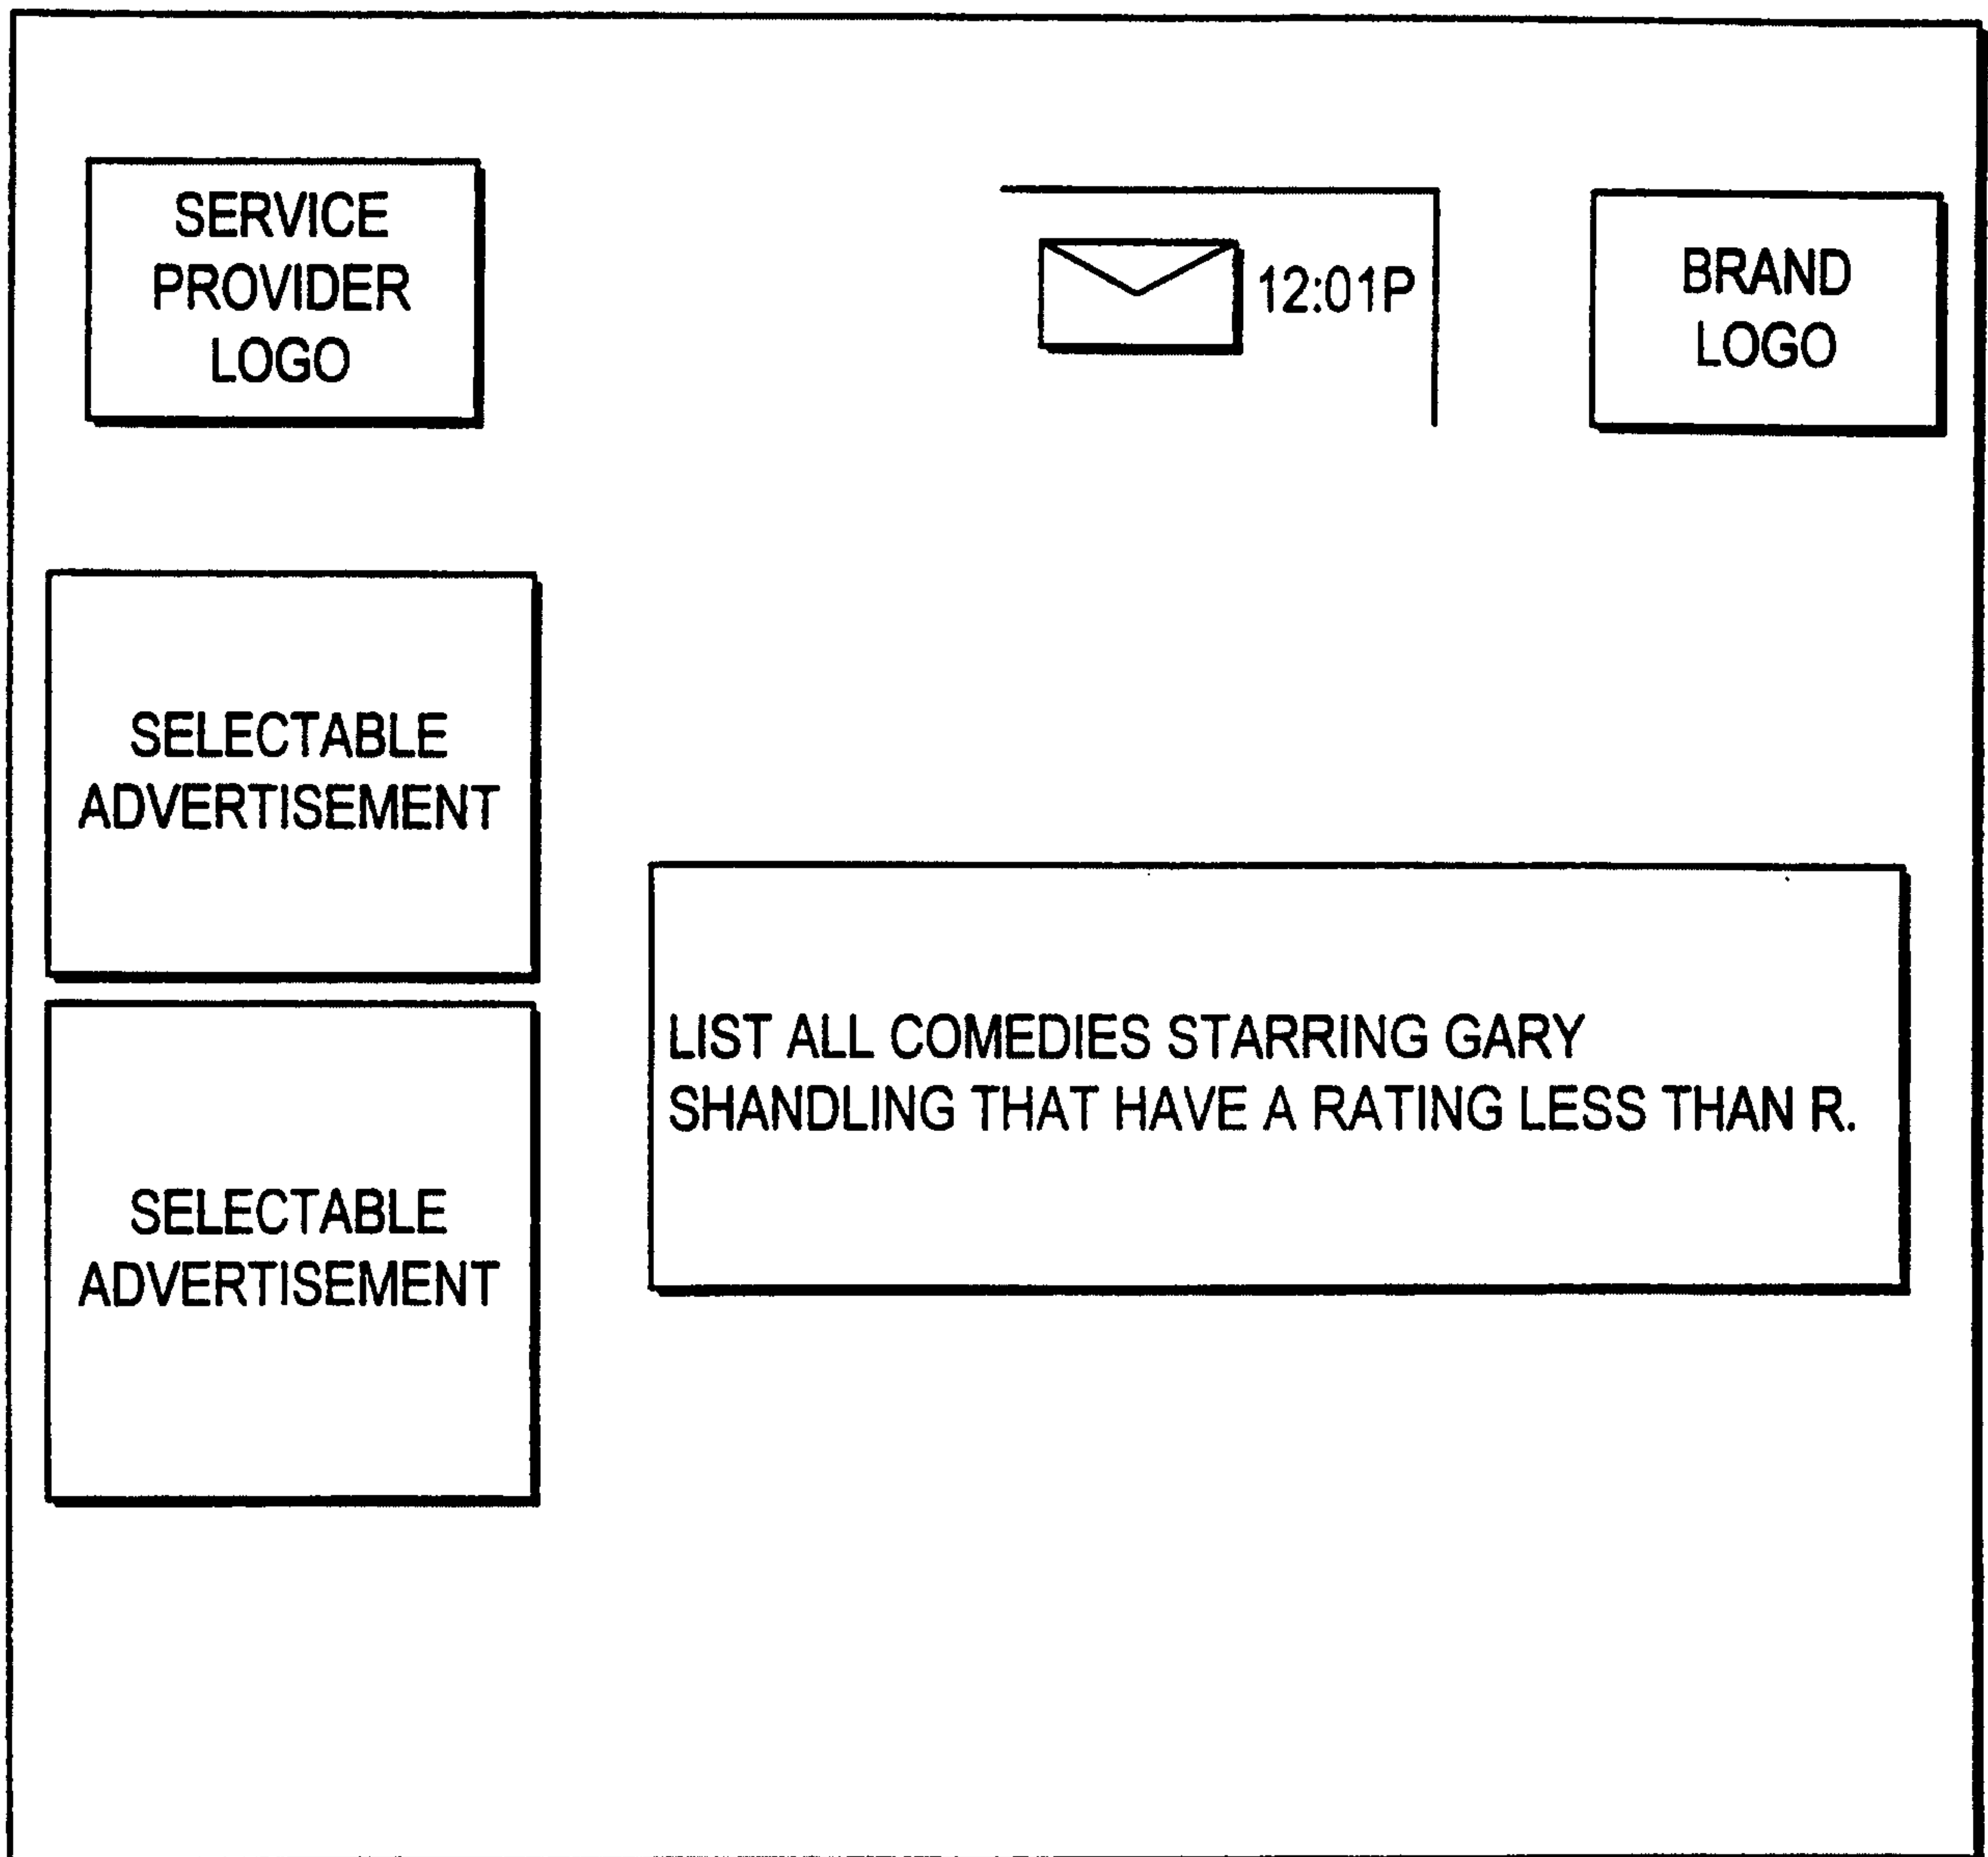 SERVICE
PROVIDER
LOGO
12:01P
BRAND
LOGO
SELECTABLE
ADVERTISEMENT
LIST ALL COMEDIES STARRING GARY
SHANDLING THAT HAVE A RATING LESS THAN R.
SELECTABLE
ADVERTISEMENT